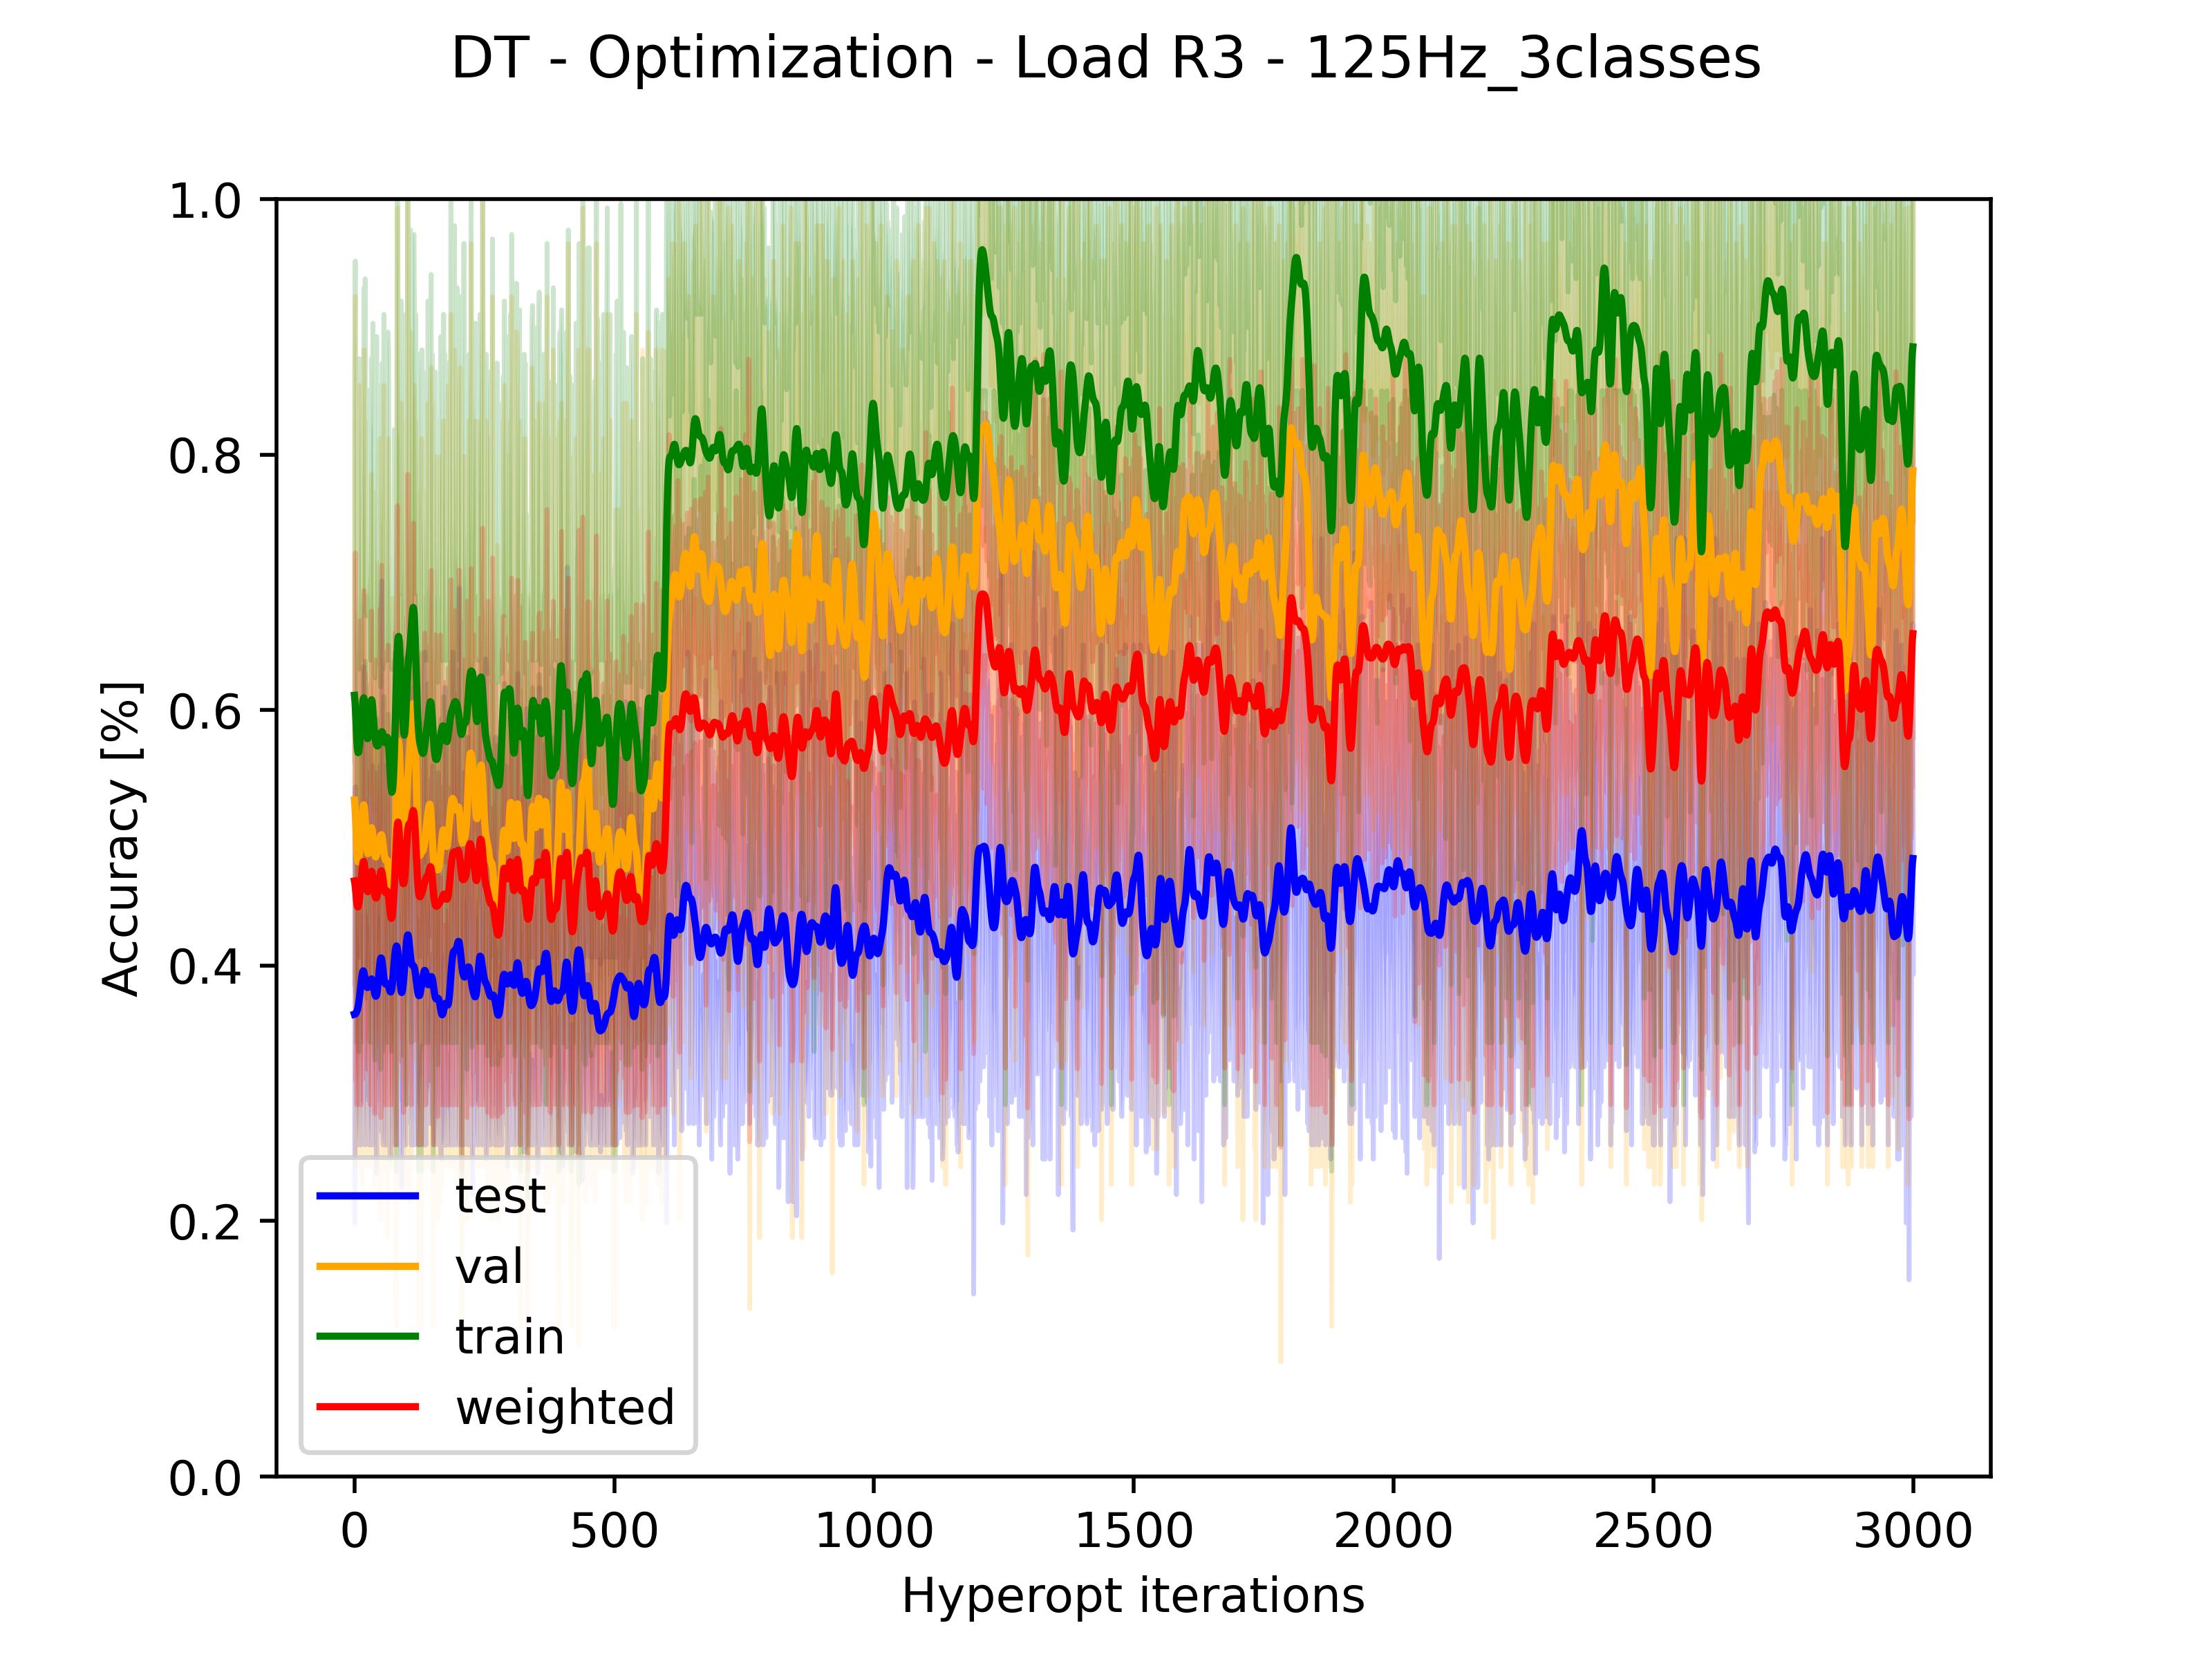 DT - Optimization - Load R3 - 125Hz_3classes
1.0
0.8
0.6
0.4
0.2
0.0
Accuracy [%]
test
val
train
weighted
0 500 1000 1500 2000 2500 3000
Hyperopt iterations